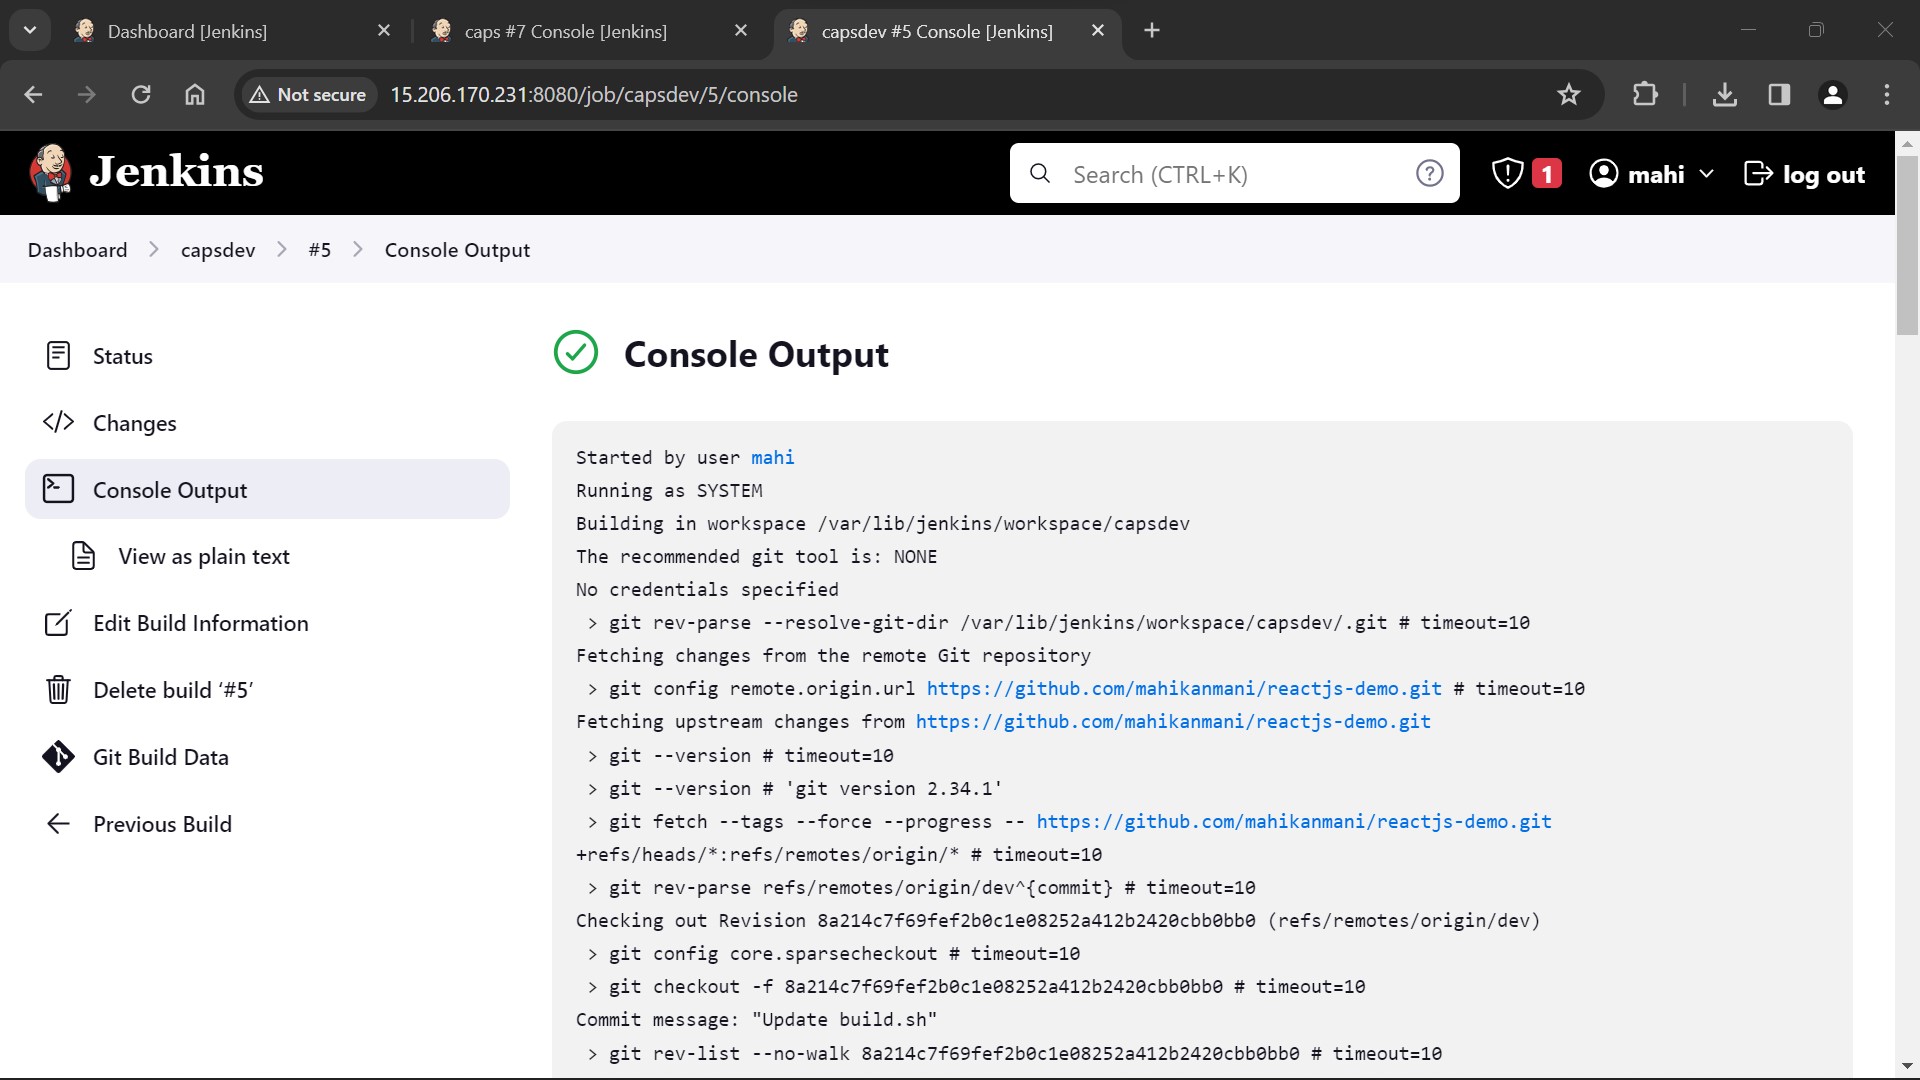 Dashboard [Jenkins]
caps #7 Console [Jenkins]
capsdev #5 Console [Jenkins]
Not secure
15.206.170.231:8080/job/capsdev/5/console
Jenkins
Search (CTRL+K)
1
mahi
log out
Dashboard
capsdev
#5
Console Output
Status
Changes
Console Output
View as plain text
Edit Build Information
Delete build ‘#5’
Git Build Data
Previous Build
Console Output
Started by user mahi
Running as SYSTEM
Building in workspace /var/lib/jenkins/workspace/capsdev
The recommended git tool is: NONE
No credentials specified
> git rev-parse --resolve-git-dir /var/lib/jenkins/workspace/capsdev/.git # timeout=10
Fetching changes from the remote Git repository
> git config remote.origin.url https://github.com/mahikanmani/reactjs-demo.git # timeout=10
Fetching upstream changes from https://github.com/mahikanmani/reactjs-demo.git
> git --version # timeout=10
> git --version # 'git version 2.34.1'
> git fetch --tags --force --progress -- https://github.com/mahikanmani/reactjs-demo.git
+refs/heads/*:refs/remotes/origin/* # timeout=10
> git rev-parse refs/remotes/origin/dev^{commit} # timeout=10
Checking out Revision 8a214c7f69fef2b0c1e08252a412b2420cbb0bb0 (refs/remotes/origin/dev)
> git config core.sparsecheckout # timeout=10
> git checkout -f 8a214c7f69fef2b0c1e08252a412b2420cbb0bb0 # timeout=10
Commit message: "Update build.sh"
> git rev-list --no-walk 8a214c7f69fef2b0c1e08252a412b2420cbb0bb0 # timeout=10